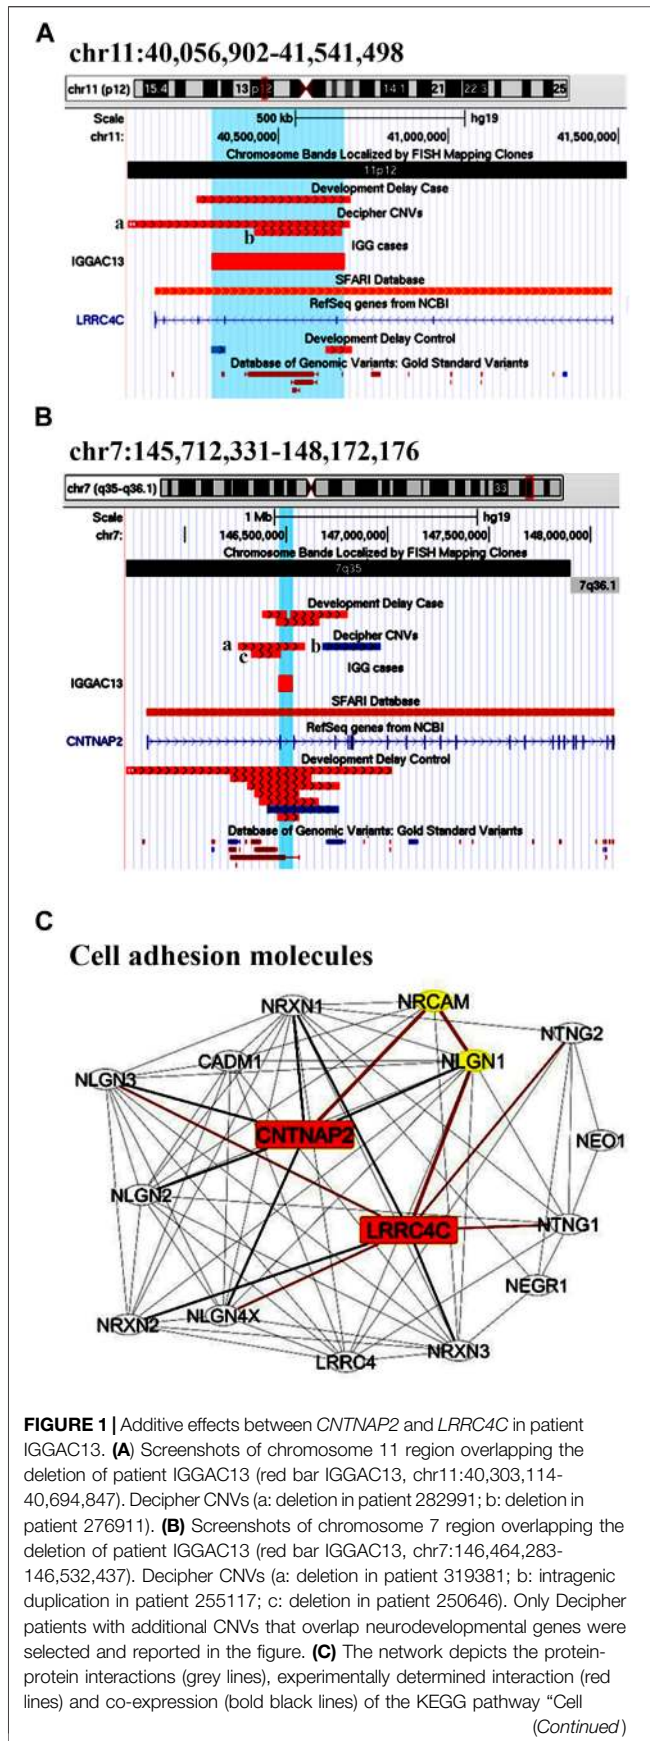 A
chr11:40,056,902-41,541,498
chr11 (p12) 15.4 13 p12 14.1 21 22.3 25
Scale 500 kb hg19
chr11: 40,500,000 41,000,000 41,500,000
Chromosome Bands Localized by FISH Mapping Clones
11p12
Development Delay Case
Decipher CNVs
a
b
IGG cases
IGGAC13
SFARI Database
RefSeq genes from NCBI
LRRC4C
Development Delay Control
Database of Genomic Variants: Gold Standard Variants
B
chr7:145,712,331-148,172,176
chr7 (q35-q36.1) 33
Scale 1 Mb hg19
chr7: 146,500,000 147,000,000 147,500,000 148,000,000
Chromosome Bands Localized by FISH Mapping Clones
7q35
7q36.1
Development Delay Case
Decipher CNVs
a b
c
IGG cases
IGGAC13
SFARI Database
RefSeq genes from NCBI
CNTNAP2
Development Delay Control
Database of Genomic Variants: Gold Standard Variants
C
Cell adhesion molecules
NRXN1 NRCAM
NTNG2
CADM1 NLGN1
NLGN3
CNTNAP2
NEO1
NLGN2
LRRC4C NTNG1
NEGR1
NRXN2 NLGN4X
LRRC4 NRXN3
FIGURE 1 | Additive effects between CNTNAP2 and LRRC4C in patient
IGGAC13. (A) Screenshots of chromosome 11 region overlapping the
deletion of patient IGGAC13 (red bar IGGAC13, chr11:40,303,114-
40,694,847). Decipher CNVs (a: deletion in patient 282991; b: deletion in
patient 276911). (B) Screenshots of chromosome 7 region overlapping the
deletion of patient IGGAC13 (red bar IGGAC13, chr7:146,464,283-
146,532,437). Decipher CNVs (a: deletion in patient 319381; b: intragenic
duplication in patient 255117; c: deletion in patient 250646). Only Decipher
patients with additional CNVs that overlap neurodevelopmental genes were
selected and reported in the figure. (C) The network depicts the protein-
protein interactions (grey lines), experimentally determined interaction (red
lines) and co-expression (bold black lines) of the KEGG pathway “Cell
(Continued)